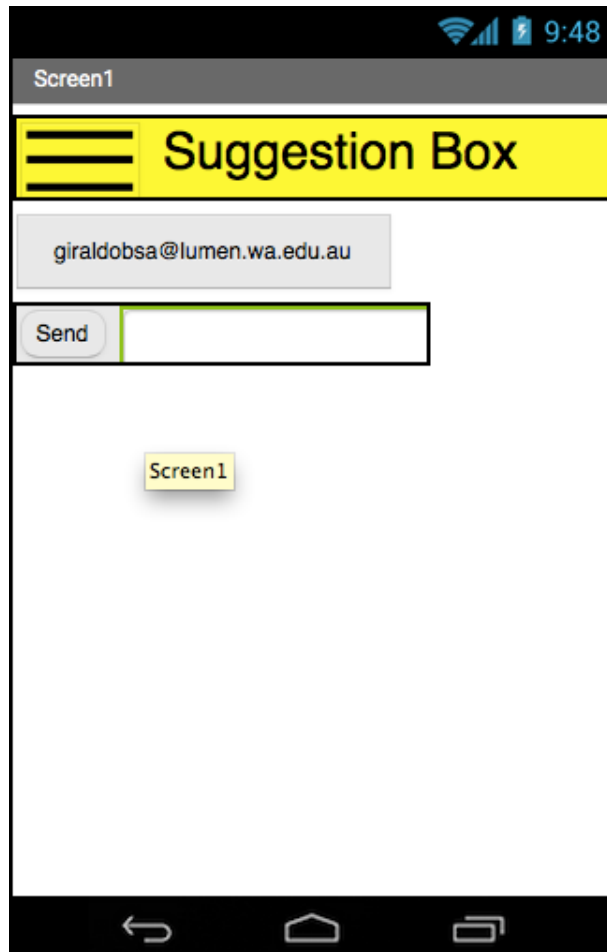 9:48
Screen1
Suggestion Box
giraldobsa@lumen.wa.edu.au
Send
Screen1